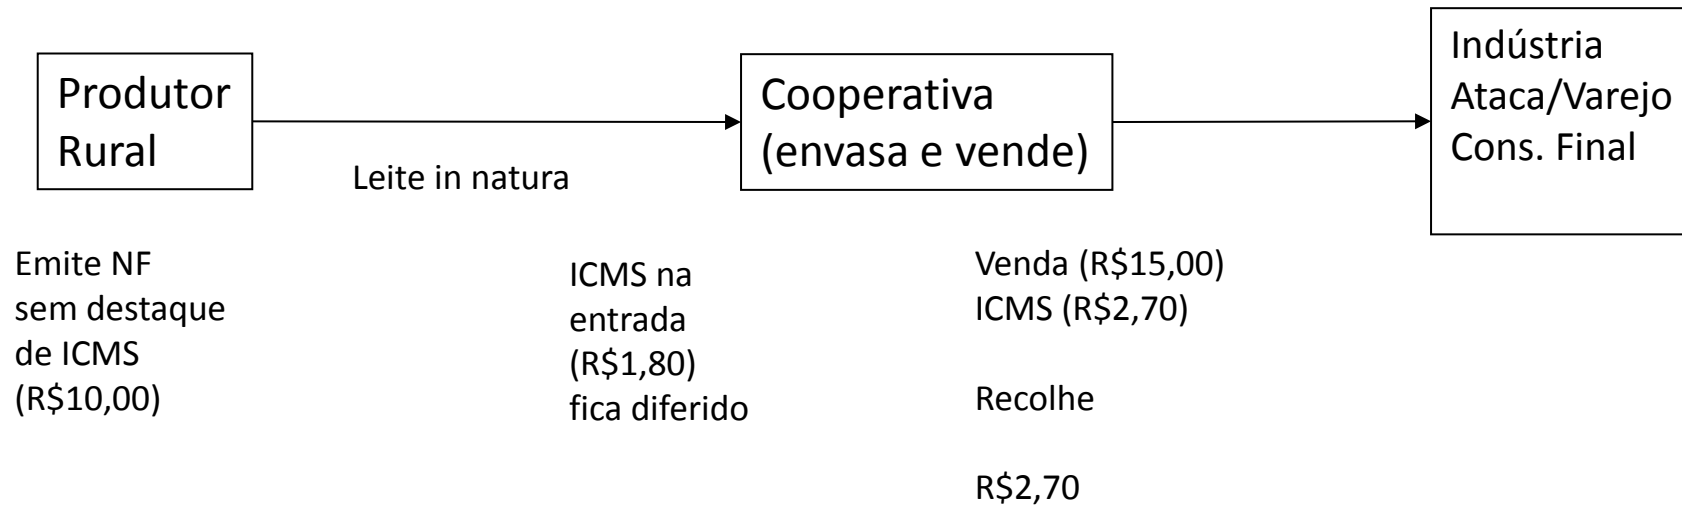 Produtor
Rural
Leite in natura
Cooperativa
(envasa e vende)
Indústria
Ataca/Varejo
Cons. Final
Emite NF
sem destaque
de ICMS
(R$10,00)
ICMS na
entrada
(R$1,80)
fica diferido
Venda (R$15,00)
ICMS (R$2,70)
Recolhe
R$2,70